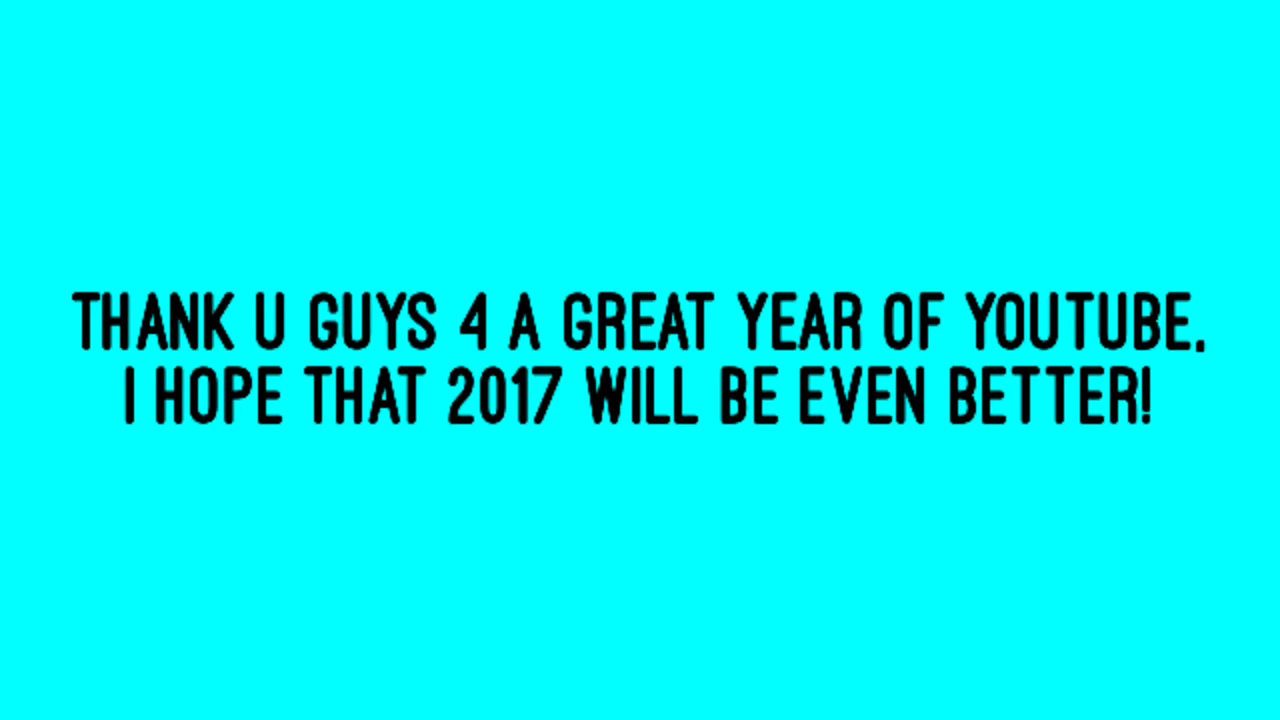 THANK U GUYS 4 A GREAT YEAR OF YOUTUBE.
I HOPE THAT 2017 WILL BE EVEN BETTER!